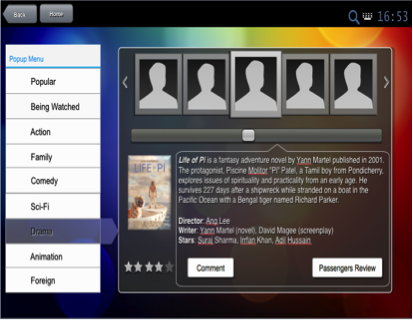 Back
Home
16:53
Popup Menu
Popular
Being Watched
Action
Family
Comedy
Sci-Fi
Drama
Animation
Foreign
LIFE OF PI
Life of Pi is a fantasy adventure novel by Yann Martel published in 2001.
The protagonist, Piscine Molitor "Pi" Patel, a Tamil boy from Pondicherry,
explores issues of spirituality and practicality from an early age. He
survives 227 days after a shipwreck while stranded on a boat in the
Pacific Ocean with a Bengal tiger named Richard Parker.
Director: Ang Lee
Writer: Yann Martel (novel), David Magee (screenplay)
Stars: Suraj Sharma, Irrfan Khan, Adil Hussain
Comment
Passengers Review